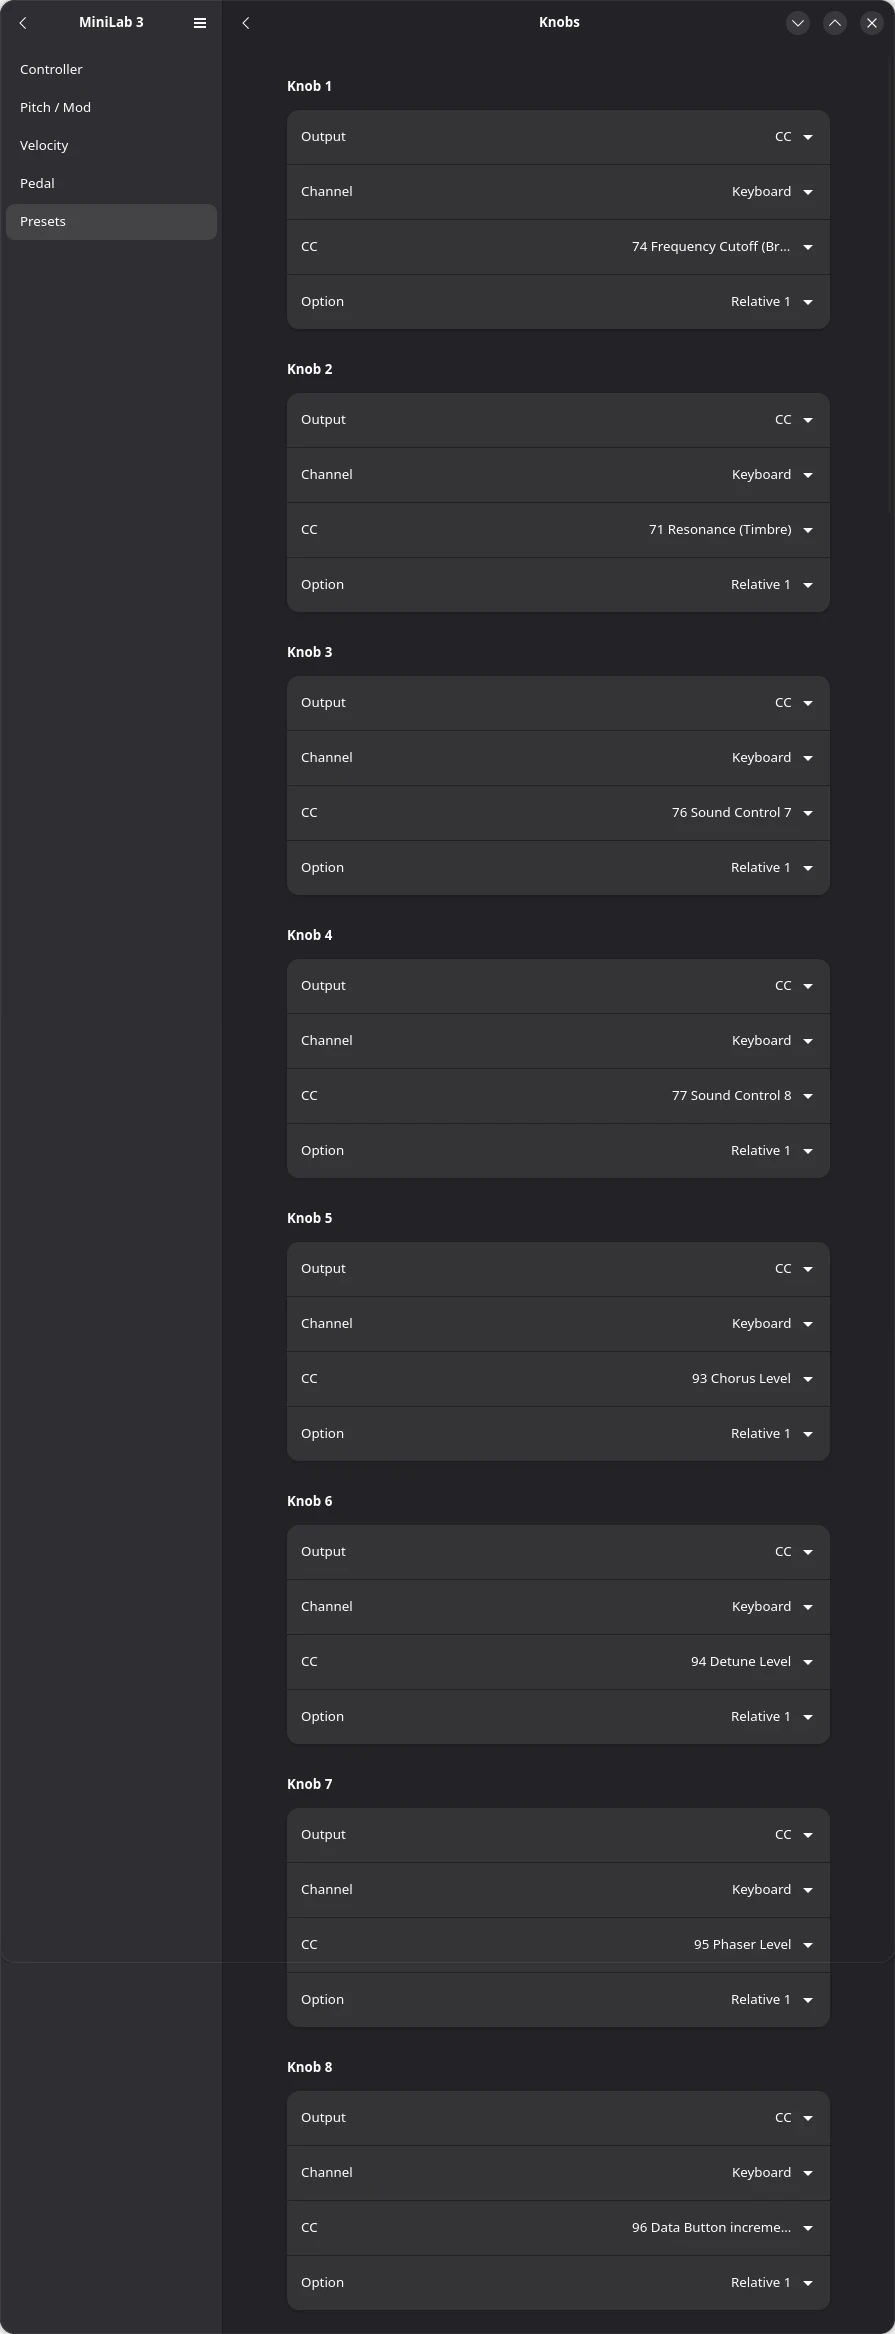 MiniLab 3
Knobs
Controller
Pitch / Mod
Velocity
Pedal
Presets
Knob 1
Output CC
Channel Keyboard
CC 74 Frequency Cutoff (Br...
Option Relative 1
Knob 2
Output CC
Channel Keyboard
CC 71 Resonance (Timbre)
Option Relative 1
Knob 3
Output CC
Channel Keyboard
CC 76 Sound Control 7
Option Relative 1
Knob 4
Output CC
Channel Keyboard
CC 77 Sound Control 8
Option Relative 1
Knob 5
Output CC
Channel Keyboard
CC 93 Chorus Level
Option Relative 1
Knob 6
Output CC
Channel Keyboard
CC 94 Detune Level
Option Relative 1
Knob 7
Output CC
Channel Keyboard
CC 95 Phaser Level
Option Relative 1
Knob 8
Output CC
Channel Keyboard
CC 96 Data Button increme...
Option Relative 1